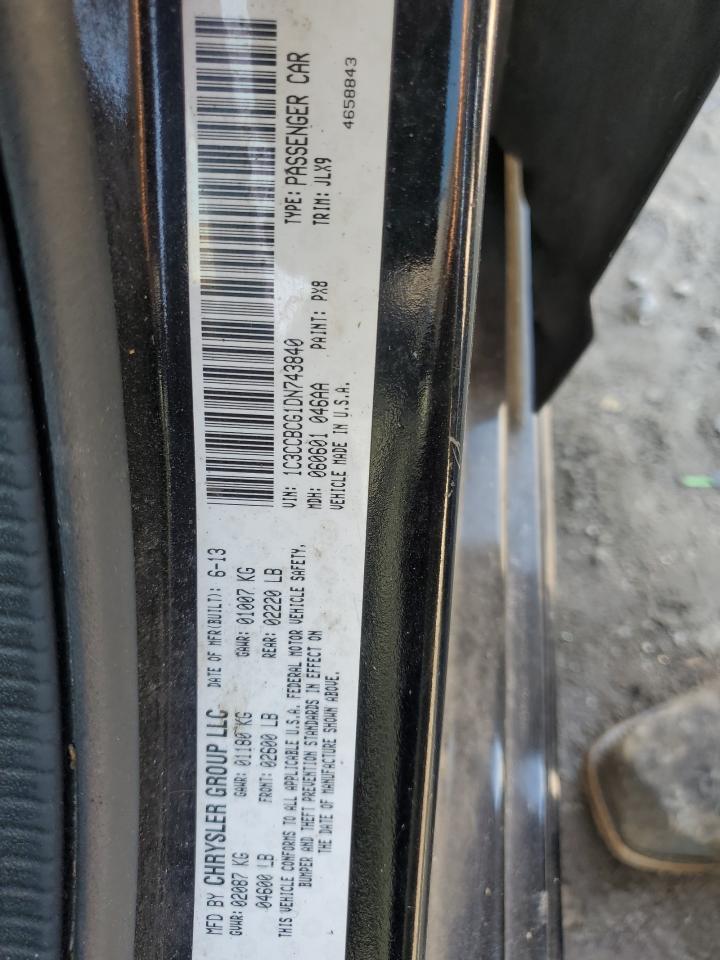 MFD BY CHRYSLER GROUP LLC DATE OF MFR(BUILT): 6-13
GVWR: 02087 KG GAWR: 01180 KG GAWR: 01007 KG
04600 LB FRONT: 02600 LB REAR: 02220 LB
THIS VEHICLE CONFORMS TO ALL APPLICABLE U.S.A. FEDERAL MOTOR VEHICLE SAFETY,
BUMPER AND THEFT PREVENTION STANDARDS IN EFFECT ON
THE DATE OF MANUFACTURE SHOWN ABOVE.
VIN: 1C3CCBCG1DN743840 TYPE: PASSENGER CAR
MDH: 060601 046AA PAINT: PX8 TRIM: JLX9
VEHICLE MADE IN U.S.A. 4658843